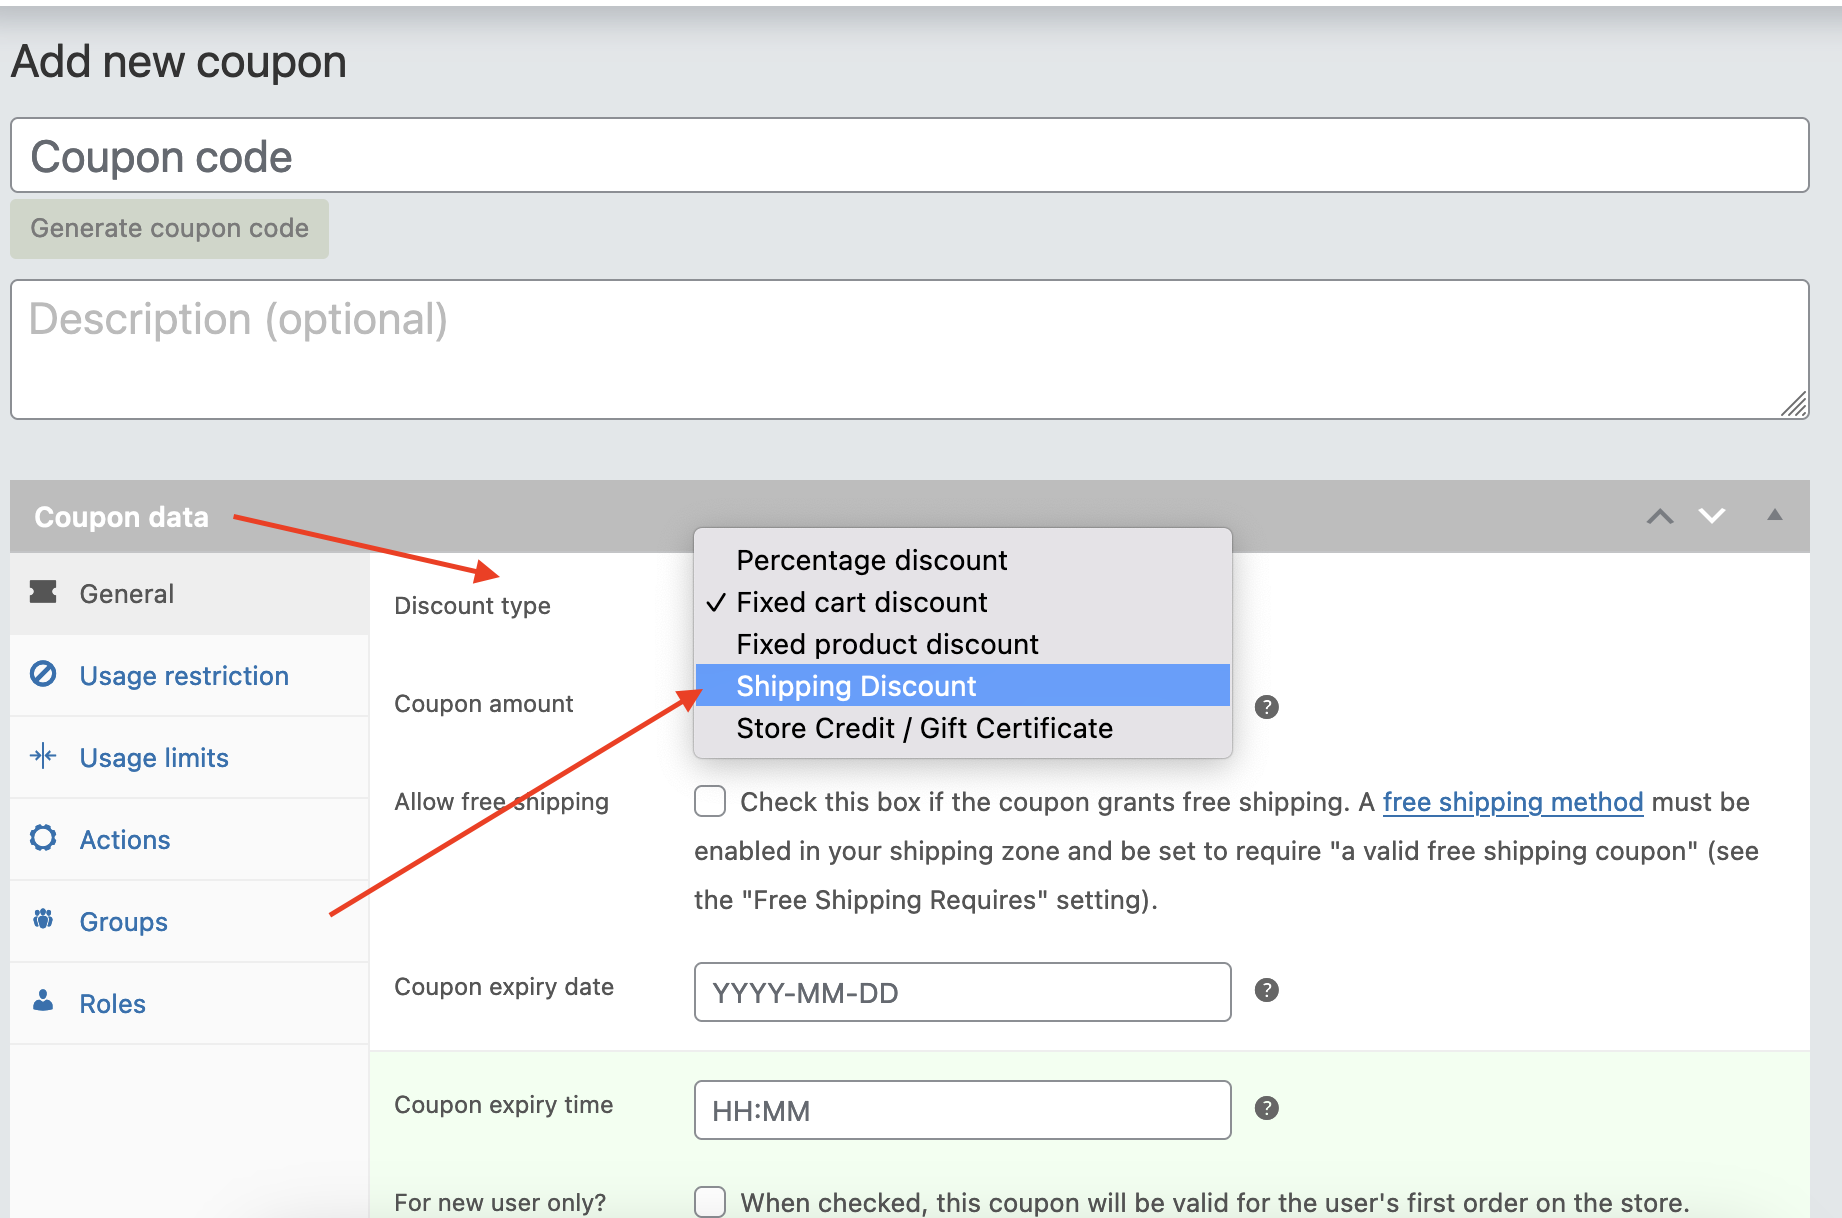 Add new coupon
Coupon code
Generate coupon code
Description (optional)
Coupon data
General
Usage restriction
Usage limits
Actions
Groups
Roles
Discount type
Percentage discount
✓ Fixed cart discount
Fixed product discount
Shipping Discount
Store Credit / Gift Certificate
Coupon amount
?
Allow free shipping
Check this box if the coupon grants free shipping. A free shipping method must be
enabled in your shipping zone and be set to require "a valid free shipping coupon" (see
the "Free Shipping Requires" setting).
Coupon expiry date
YYYY-MM-DD
?
Coupon expiry time
HH:MM
?
For new user only?
When checked, this coupon will be valid for the user's first order on the store.